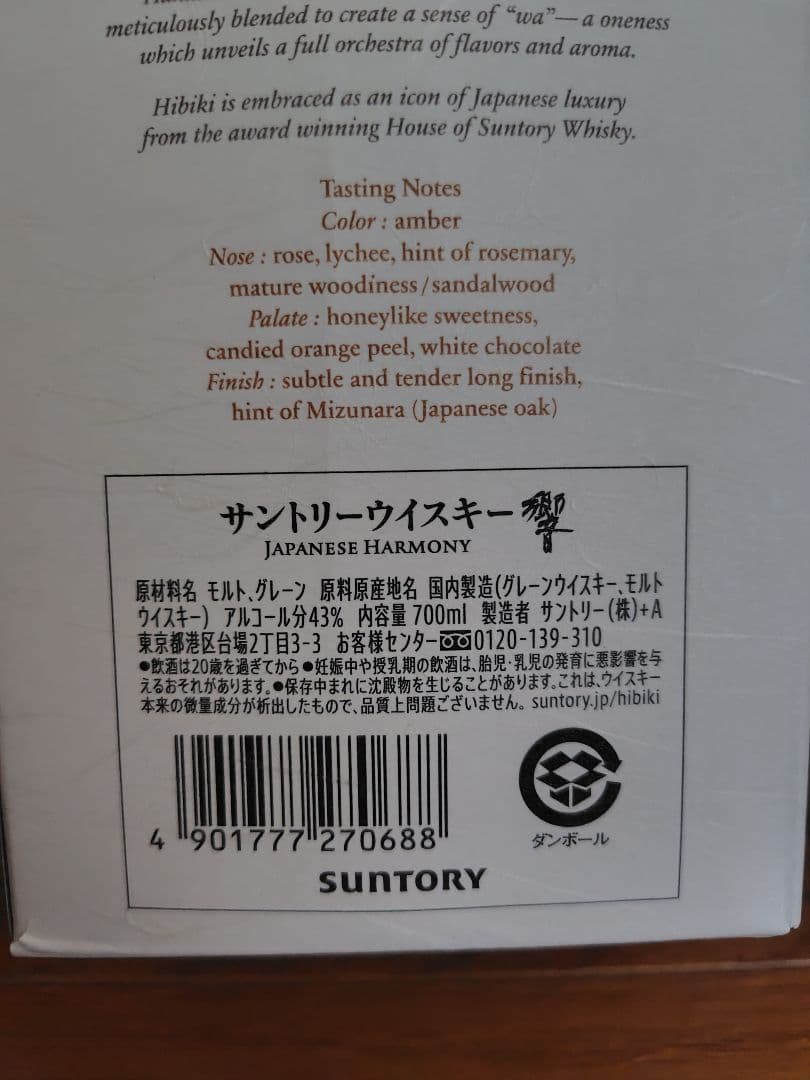 meticulously blended to create a sense of “wa”—a oneness
which unveils a full orchestra of flavors and aroma.
Hibiki is embraced as an icon of Japanese luxury
from the award winning House of Suntory Whisky.
Tasting Notes
Color : amber
Nose : rose, lychee, hint of rosemary,
mature woodiness/sandalwood
Palate : honeylike sweetness,
candied orange peel, white chocolate
Finish : subtle and tender long finish,
hint of Mizunara (Japanese oak)
サントリーウイスキー 響
JAPANESE HARMONY
原材料名 モルト、グレーン 原料原産地名 国内製造(グレーンウイスキー、モルト
ウイスキー) アルコール分43% 内容量 700ml 製造者 サントリー(株)+A
東京都港区台場2丁目3-3 お客様センター 0120-139-310
●飲酒は20歳を過ぎてから●妊娠中や授乳期の飲酒は、胎児・乳児の発育に悪影響を与
えるおそれがあります。●保存中まれに沈殿物を生じることがあります。これは、ウイスキー
本来の微量成分が析出したもので、品質上問題ございません。 suntory.jp/hibiki
4 901777 270688
ダンボール
SUNTORY